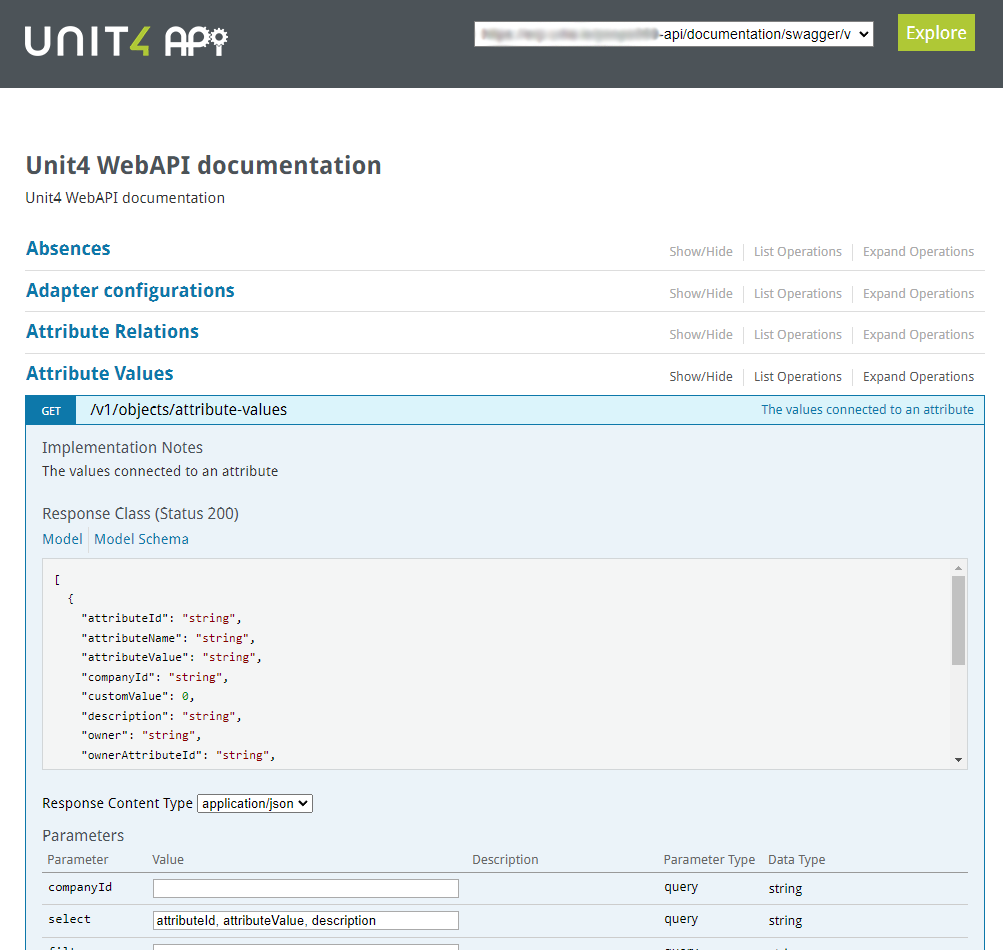 UNIT4 API
-api/documentation/swagger/v
Explore
Unit4 WebAPI documentation
Unit4 WebAPI documentation
Absences Show/Hide List Operations Expand Operations
Adapter configurations Show/Hide List Operations Expand Operations
Attribute Relations Show/Hide List Operations Expand Operations
Attribute Values Show/Hide List Operations Expand Operations
GET /v1/objects/attribute-values The values connected to an attribute
Implementation Notes
The values connected to an attribute
Response Class (Status 200)
Model Model Schema
[
{
"attributeId": "string",
"attributeName": "string",
"attributeValue": "string",
"companyId": "string",
"customValue": 0,
"description": "string",
"owner": "string",
"ownerAttributeId": "string",
Response Content Type application/json
Parameters
Parameter Value Description Parameter Type Data Type
companyId query string
select attributeId, attributeValue, description query string